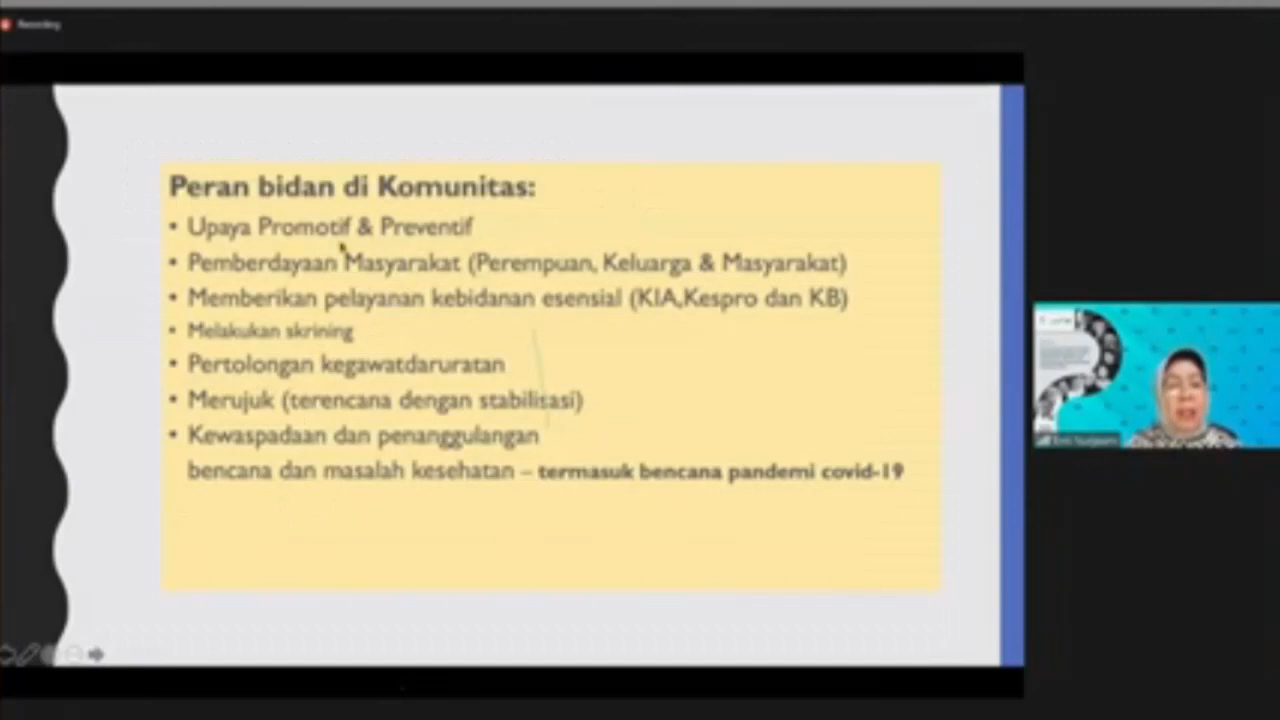 Recording
Peran bidan di Komunitas:
• Upaya Promotif & Preventif
• Pemberdayaan Masyarakat (Perempuan, Keluarga & Masyarakat)
• Memberikan pelayanan kebidanan esensial (KIA,Kespro dan KB)
• Melakukan skrining
• Pertolongan kegawatdaruratan
• Merujuk (terencana dengan stabilisasi)
• Kewaspadaan dan penanggulangan
bencana dan masalah kesehatan – termasuk bencana pandemi covid-19